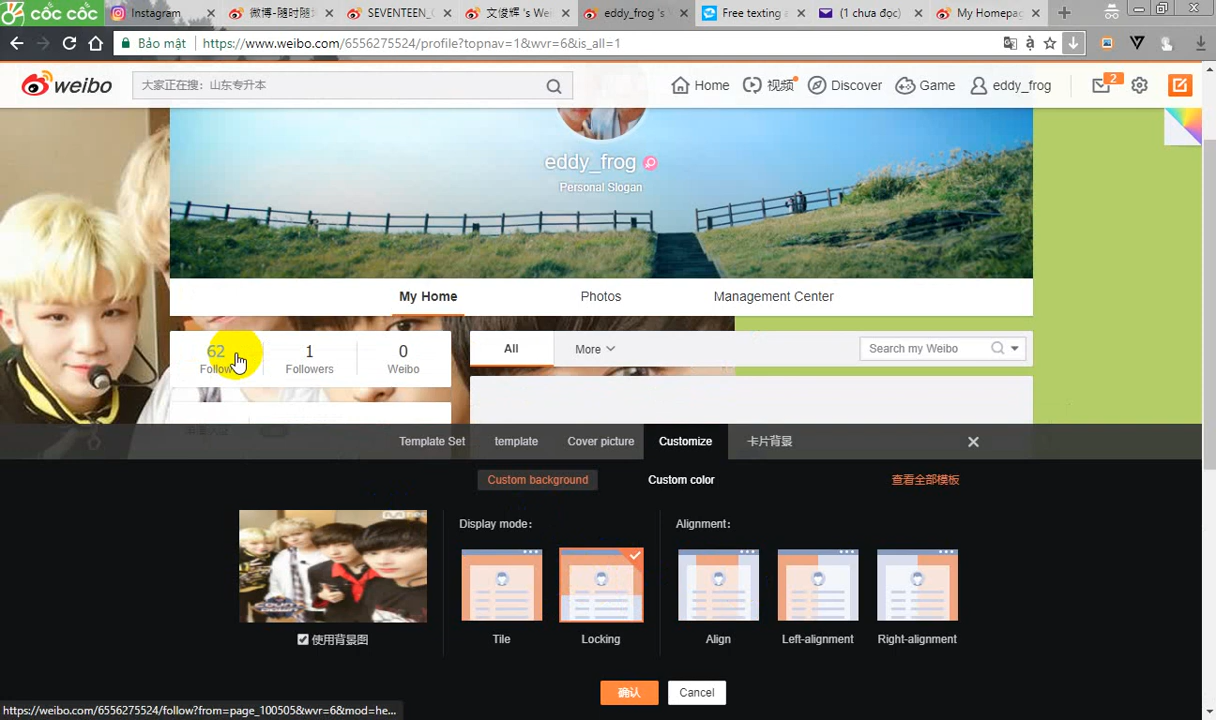 CỐC CỐC
Instagram
微博-随时随
SEVENTEEN_
文俊辉 's We
eddy_frog 's
Free texting a
(1 chưa đọc)
My Homepag
Bảo mật
https://www.weibo.com/6556275524/profile?topnav=1&wvr=6&is_all=1
weibo
大家正在搜：山东专升本
Home
视频
Discover
Game
eddy_frog
2
eddy_frog
Personal Slogan
My Home
Photos
Management Center
62
Follow
1
Followers
0
Weibo
All
More
Search my Weibo
Template Set
template
Cover picture
Customize
卡片背景
Custom background
Custom color
查看全部模板
Display mode:
Alignment:
COUNT
DOWN
使用背景图
Tile
Locking
Align
Left-alignment
Right-alignment
确认
Cancel
https://weibo.com/6556275524/follow?from=page_100505&wvr=6&mod=he...